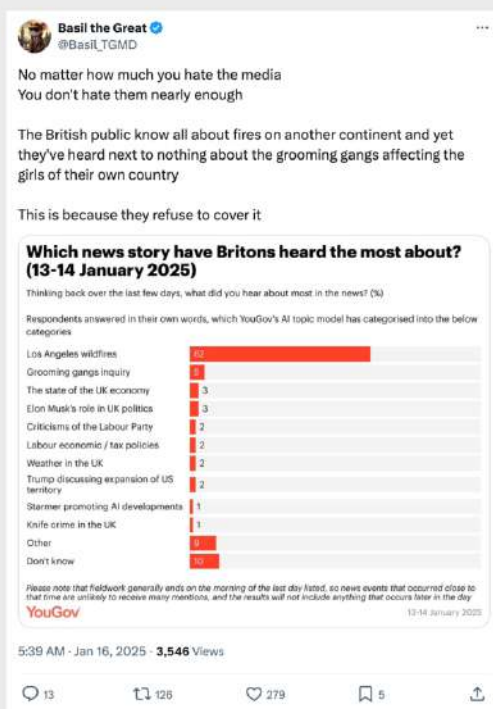 Basil the Great
@Basil_TGMD
No matter how much you hate the media
You don't hate them nearly enough
The British public know all about fires on another continent and yet
they've heard next to nothing about the grooming gangs affecting the
girls of their own country
This is because they refuse to cover it
Which news story have Britons heard the most about?
(13-14 January 2025)
Thinking back over the last few days, what did you hear about most in the news? (%)
Respondents answered in their own words, which YouGov's AI topic model has categorised into the below
categories
Los Angeles wildfires 62
Grooming gangs inquiry 5
The state of the UK economy 3
Elon Musk's role in UK politics 3
Criticisms of the Labour Party 2
Labour economic / tax policies 2
Weather in the UK 2
Trump discussing expansion of US
territory 2
Starmer promoting AI developments 1
Knife crime in the UK 1
Other 9
Don't know 10
Please note that fieldwork generally ends on the morning of the last day listed, so news events that occurred close to
that time are unlikely to receive many mentions, and the results will not include anything that occurs later in the day
YouGov 13-14 January 2025
5:39 AM · Jan 16, 2025 · 3,546 Views
13 126 279 5